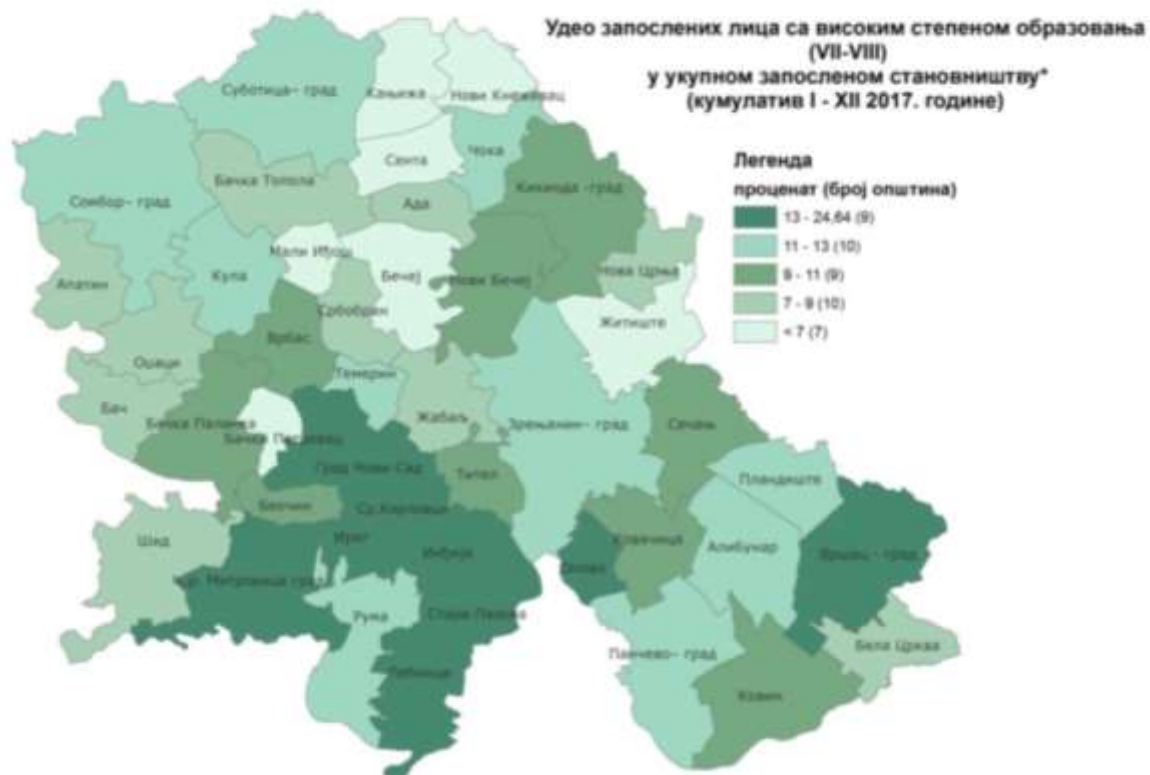 Удео запослених лица са високим степеном образовања
(VII-VIII)
у укупном запосленом становништву*
(кумулатив I - XII 2017. године)
Легенда
проценат (број општина)
13 - 24,64 (9)
11 - 13 (10)
9 - 11 (9)
7 - 9 (10)
< 7 (7)
Суботица- град
Кањижа
Нови Кнежевац
Сента
Чока
Бачка Топола
Сомбор- град
Ада
Кикинда -град
Мали Иђош
Бечеј
Нови Бечеј
Нова Црња
Кула
Апатин
Србобран
Житиште
Врбас
Оџаци
Темерин
Бач
Бачка Паланка
Жабаљ
Зрењанин- град
Сечањ
Бачки Петровац
Град Нови Сад
Тител
Пландиште
Беочин
Ср.Карловци
Шид
Ириг
Инђија
Ковачица
Алибунар
Вршац - град
Ср. Митровица град
Опово
Рума
Стара Пазова
Панчево- град
Бела Црква
Пећинци
Ковин